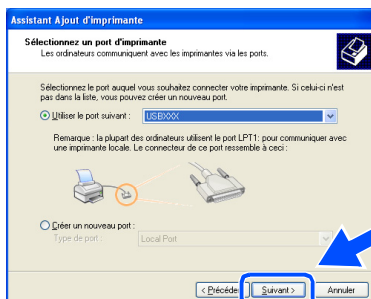 Assistant Ajout d'imprimante
Sélectionnez un port d'imprimante
Les ordinateurs communiquent avec les imprimantes via les ports.
Sélectionnez le port auquel vous souhaitez connecter votre imprimante. Si celui-ci n'est
pas dans la liste, vous pouvez créer un nouveau port.
Utiliser le port suivant :
USBXXX
Remarque : la plupart des ordinateurs utilisent le port LPT1: pour communiquer avec
une imprimante locale. Le connecteur de ce port ressemble à ceci :
Créer un nouveau port :
Type de port :
Local Port
< Précéde
Suivant >
Annuler